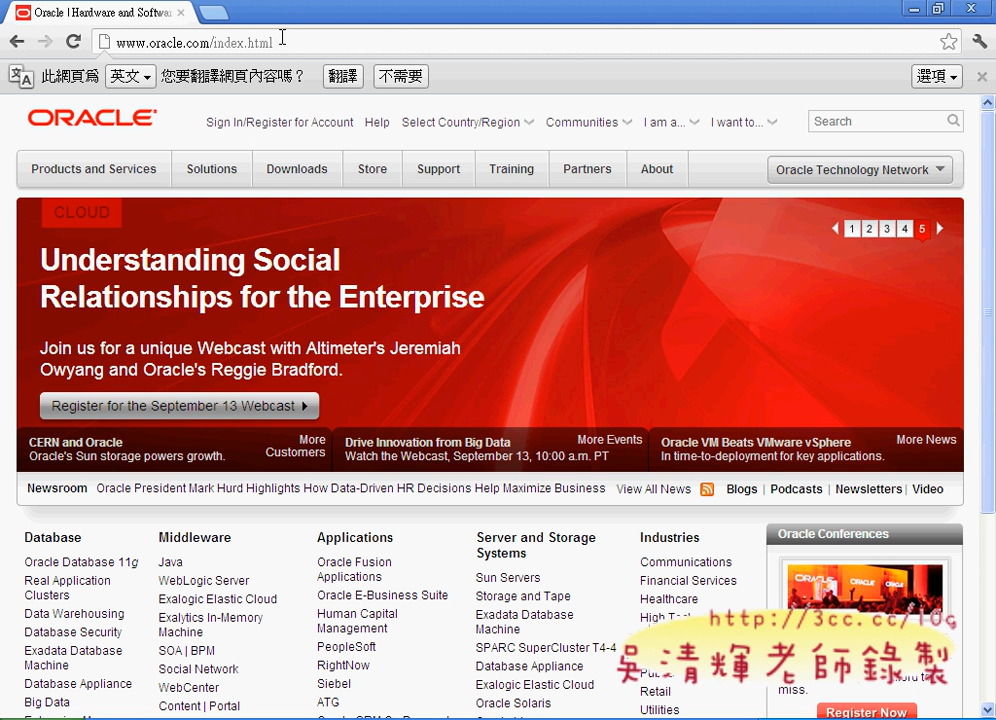 Oracle | Hardware and Softwa
www.oracle.com/index.html
此網頁為 英文 您要翻譯網頁內容嗎? 翻譯 不需要 選項
ORACLE
Sign In/Register for Account Help Select Country/Region Communities I am a... I want to... Search
Products and Services Solutions Downloads Store Support Training Partners About Oracle Technology Network
CLOUD
1 2 3 4 5
Understanding Social
Relationships for the Enterprise
Join us for a unique Webcast with Altimeter's Jeremiah
Owyang and Oracle's Reggie Bradford.
Register for the September 13 Webcast
CERN and Oracle
Oracle's Sun storage powers growth.
More
Customers
Drive Innovation from Big Data
Watch the Webcast, September 13, 10:00 a.m. PT
More Events
Oracle VM Beats VMware vSphere
In time-to-deployment for key applications.
More News
Newsroom Oracle President Mark Hurd Highlights How Data-Driven HR Decisions Help Maximize Business View All News Blogs | Podcasts | Newsletters | Video
Database
Oracle Database 11g
Real Application
Clusters
Data Warehousing
Database Security
Exadata Database
Machine
Database Appliance
Big Data
Middleware
Java
WebLogic Server
Exalogic Elastic Cloud
Exalytics In-Memory
Machine
SOA | BPM
Social Network
WebCenter
Content | Portal
Applications
Oracle Fusion
Applications
Oracle E-Business Suite
Human Capital
Management
PeopleSoft
RightNow
Siebel
ATG
Server and Storage
Systems
Sun Servers
Storage and Tape
Exadata Database
Machine
SPARC SuperCluster T4-4
Database Appliance
Exalogic Elastic Cloud
Oracle Solaris
Industries
Communications
Financial Services
Healthcare
High
Retail
Utilities
Oracle Conferences
ORACLE ORACLE ORACLE
miss.
Register Now
http://3cc.cc/10g
吳清輝老師錄製